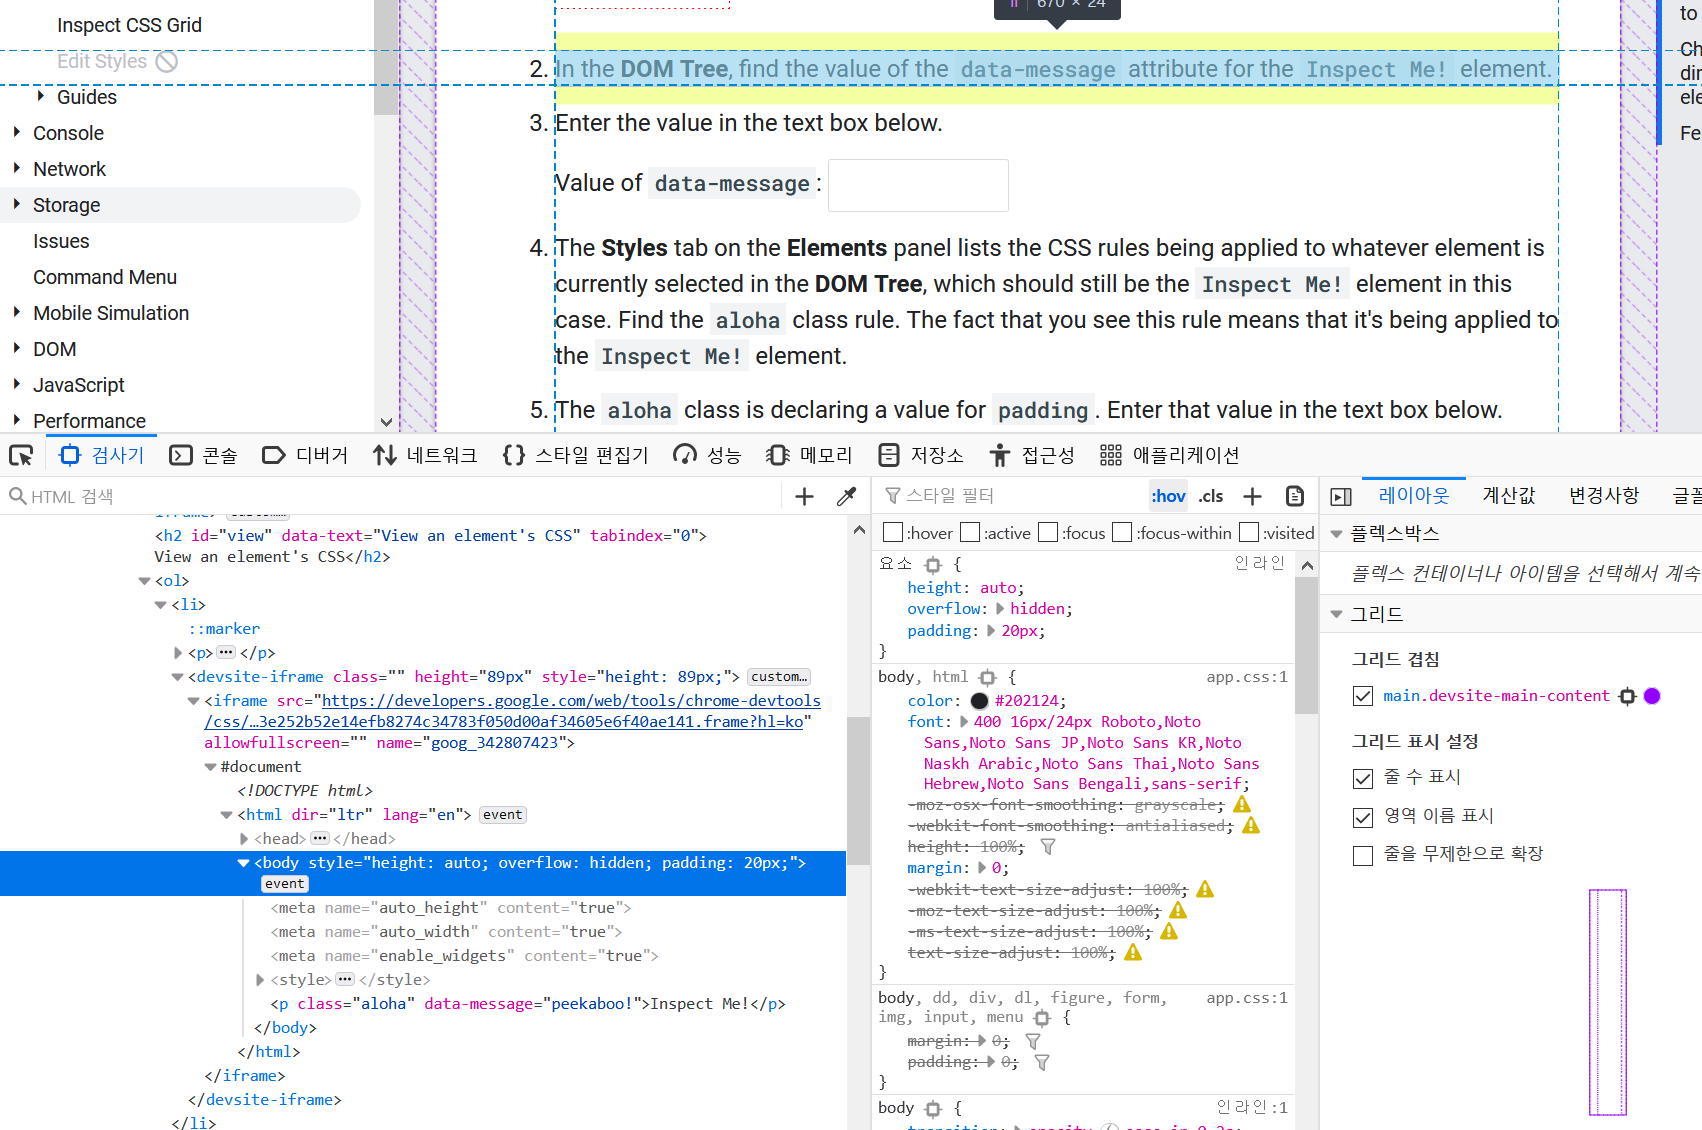 Inspect CSS Grid
Edit Styles
Guides
Console
Network
Storage
Issues
Command Menu
Mobile Simulation
DOM
JavaScript
Performance
li 670 × 24
2. In the DOM Tree, find the value of the data-message attribute for the Inspect Me! element.
3. Enter the value in the text box below.
Value of data-message :
4. The Styles tab on the Elements panel lists the CSS rules being applied to whatever element is
currently selected in the DOM Tree, which should still be the Inspect Me! element in this
case. Find the aloha class rule. The fact that you see this rule means that it's being applied to
the Inspect Me! element.
5. The aloha class is declaring a value for padding . Enter that value in the text box below.
to
Ch
dir
ele
Fe
검사기 콘솔 디버거 네트워크 스타일 편집기 성능 메모리 저장소 접근성 애플리케이션
HTML 검색
iframe> custom…
<h2 id="view" data-text="View an element's CSS" tabindex="0">
View an element's CSS</h2>
<ol>
<li>
::marker
<p> ••• </p>
<devsite-iframe class="" height="89px" style="height: 89px;"> custom…
<iframe src="https://developers.google.com/web/tools/chrome-devtools
/css/…3e252b52e14efb8274c34783f050d00af34605e6f40ae141.frame?hl=ko"
allowfullscreen="" name="goog_342807423">
#document
<!DOCTYPE html>
<html dir="ltr" lang="en"> event
<head> ••• </head>
<body style="height: auto; overflow: hidden; padding: 20px;">
event
<meta name="auto_height" content="true">
<meta name="auto_width" content="true">
<meta name="enable_widgets" content="true">
<style> ••• </style>
<p class="aloha" data-message="peekaboo!">Inspect Me!</p>
</body>
</html>
</iframe>
</devsite-iframe>
</li>
스타일 필터 :hov .cls
:hover :active :focus :focus-within :visited
요소 { 인라인
height: auto;
overflow: hidden;
padding: 20px;
}
body, html { app.css:1
color: #202124;
font: 400 16px/24px Roboto,Noto
Sans,Noto Sans JP,Noto Sans KR,Noto
Naskh Arabic,Noto Sans Thai,Noto Sans
Hebrew,Noto Sans Bengali,sans-serif;
-moz-osx-font-smoothing: grayscale;
-webkit-font-smoothing: antialiased;
height: 100%;
margin: 0;
-webkit-text-size-adjust: 100%;
-moz-text-size-adjust: 100%;
-ms-text-size-adjust: 100%;
text-size-adjust: 100%;
}
body, dd, div, dl, figure, form, app.css:1
img, input, menu {
margin: 0;
padding: 0;
}
body { 인라인:1
transition: opacity ease-in 0.2s;
레이아웃 계산값 변경사항 글꼴
플렉스박스
플렉스 컨테이너나 아이템을 선택해서 계속
그리드
그리드 겹침
main.devsite-main-content
그리드 표시 설정
줄 수 표시
영역 이름 표시
줄을 무제한으로 확장